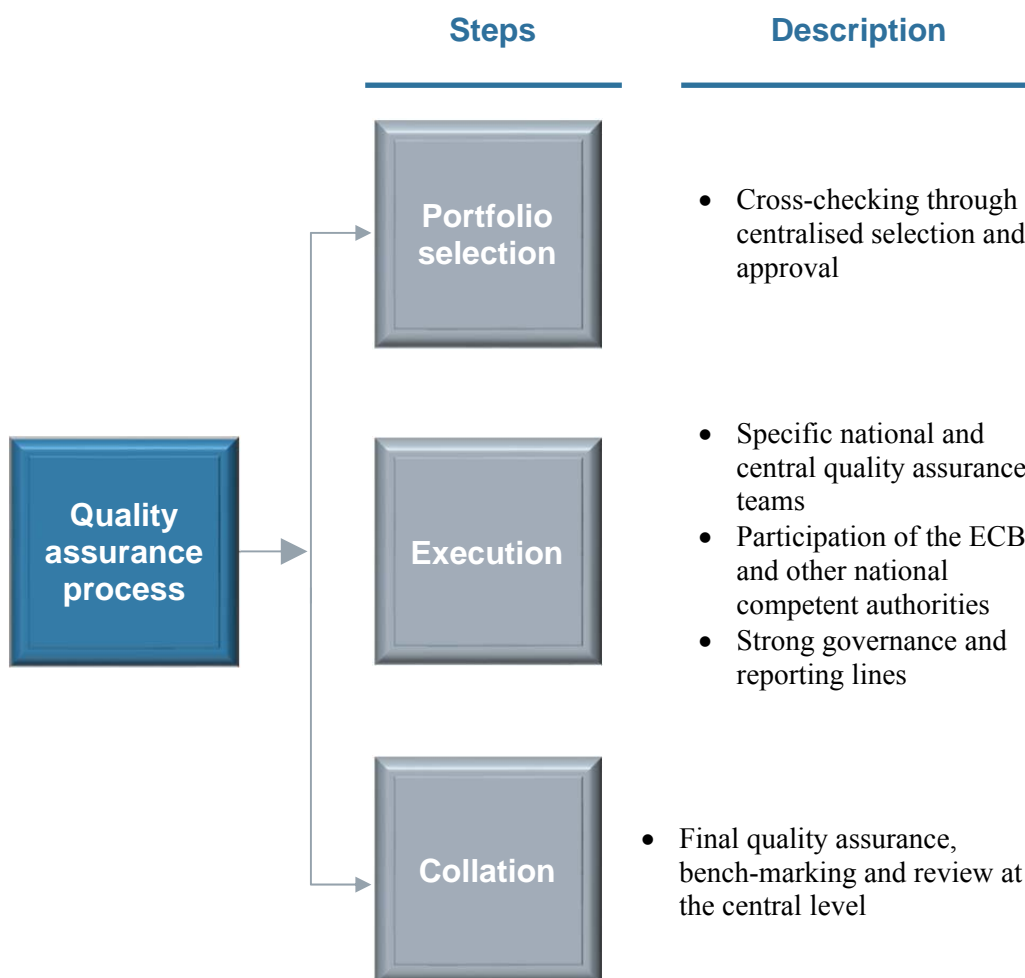 Steps
Description
Portfolio
selection
• Cross-checking through
centralised selection and
approval
Quality
assurance
process
Execution
• Specific national and
central quality assurance
teams
• Participation of the ECB
and other national
competent authorities
• Strong governance and
reporting lines
Collation
• Final quality assurance,
bench-marking and review at
the central level